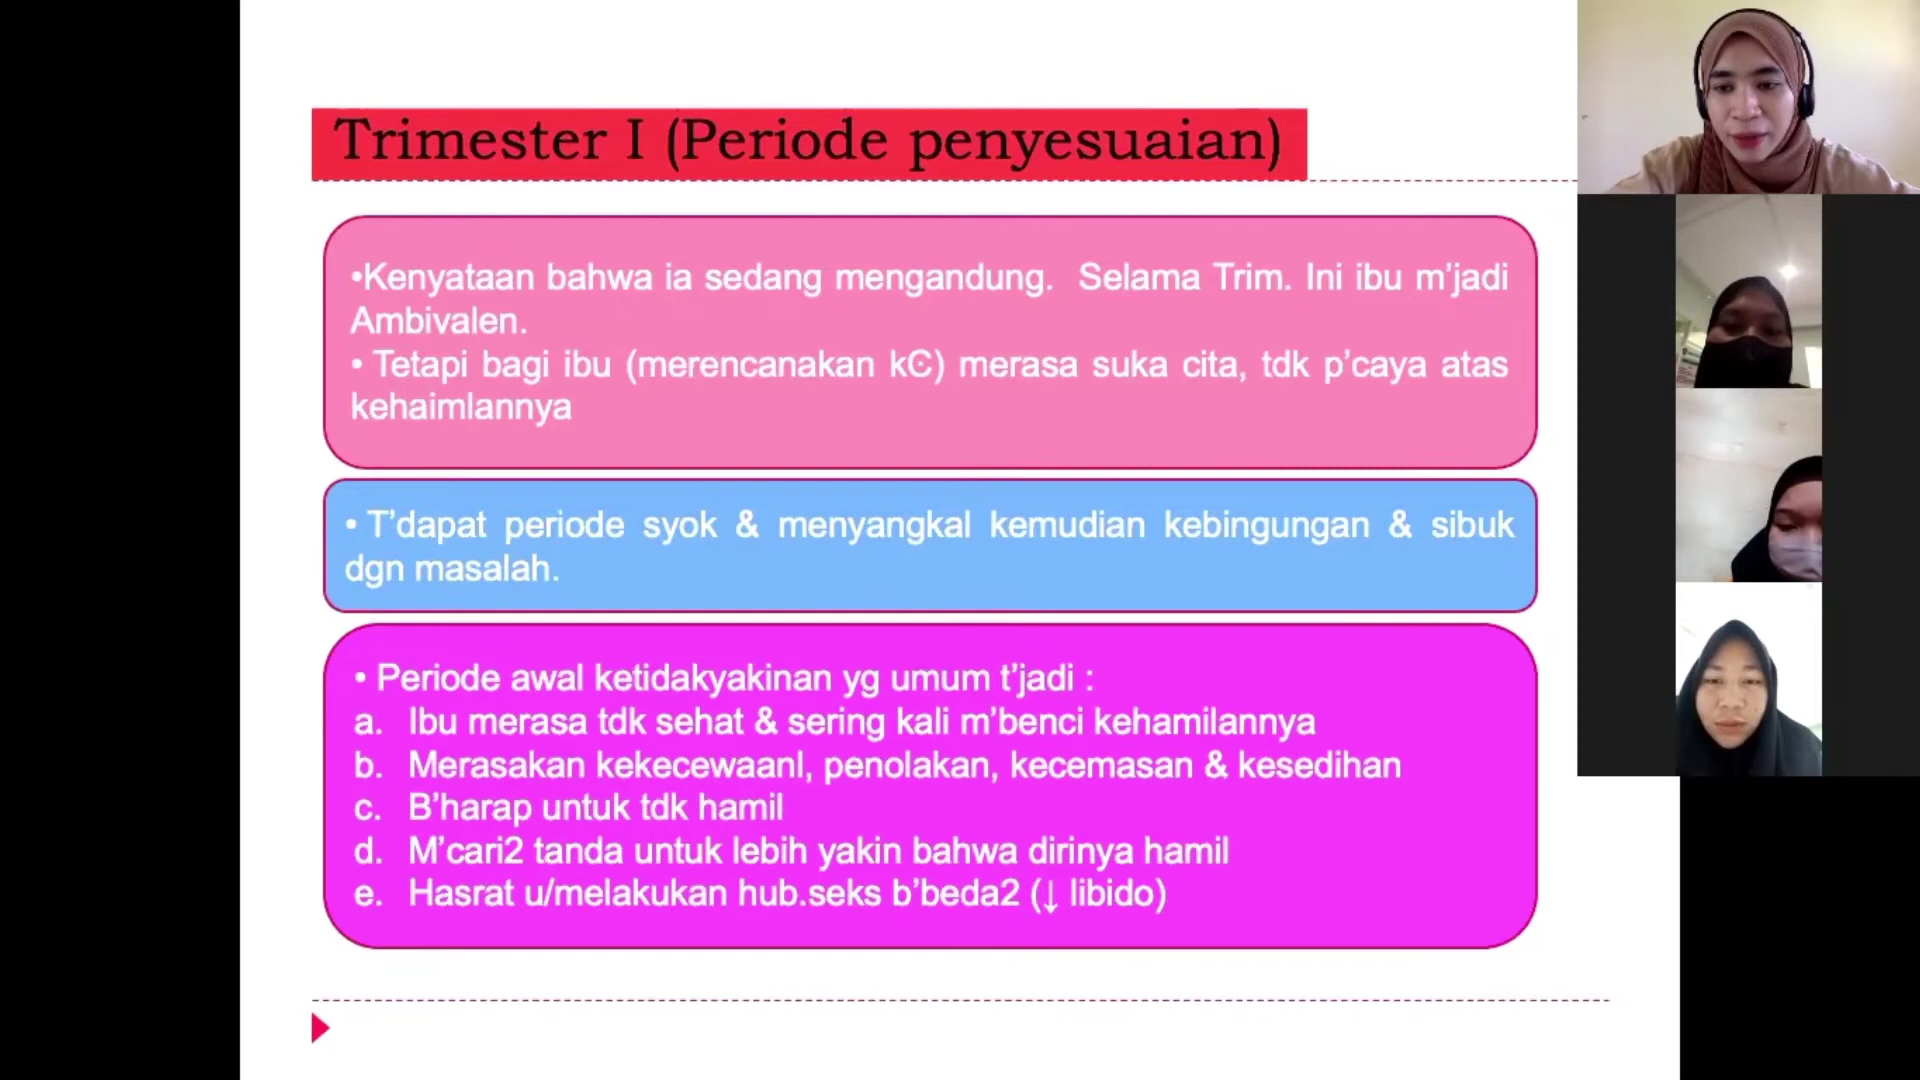 Trimester I (Periode penyesuaian)
•Kenyataan bahwa ia sedang mengandung. Selama Trim. Ini ibu m’jadi
Ambivalen.
• Tetapi bagi ibu (merencanakan k) merasa suka cita, tdk p’caya atas
kehaimlannya
• T’dapat periode syok & menyangkal kemudian kebingungan & sibuk
dgn masalah.
• Periode awal ketidakyakinan yg umum t’jadi :
a. Ibu merasa tdk sehat & sering kali m’benci kehamilannya
b. Merasakan kekecewaanl, penolakan, kecemasan & kesedihan
c. B’harap untuk tdk hamil
d. M’cari2 tanda untuk lebih yakin bahwa dirinya hamil
e. Hasrat u/melakukan hub.seks b’beda2 (↓ libido)